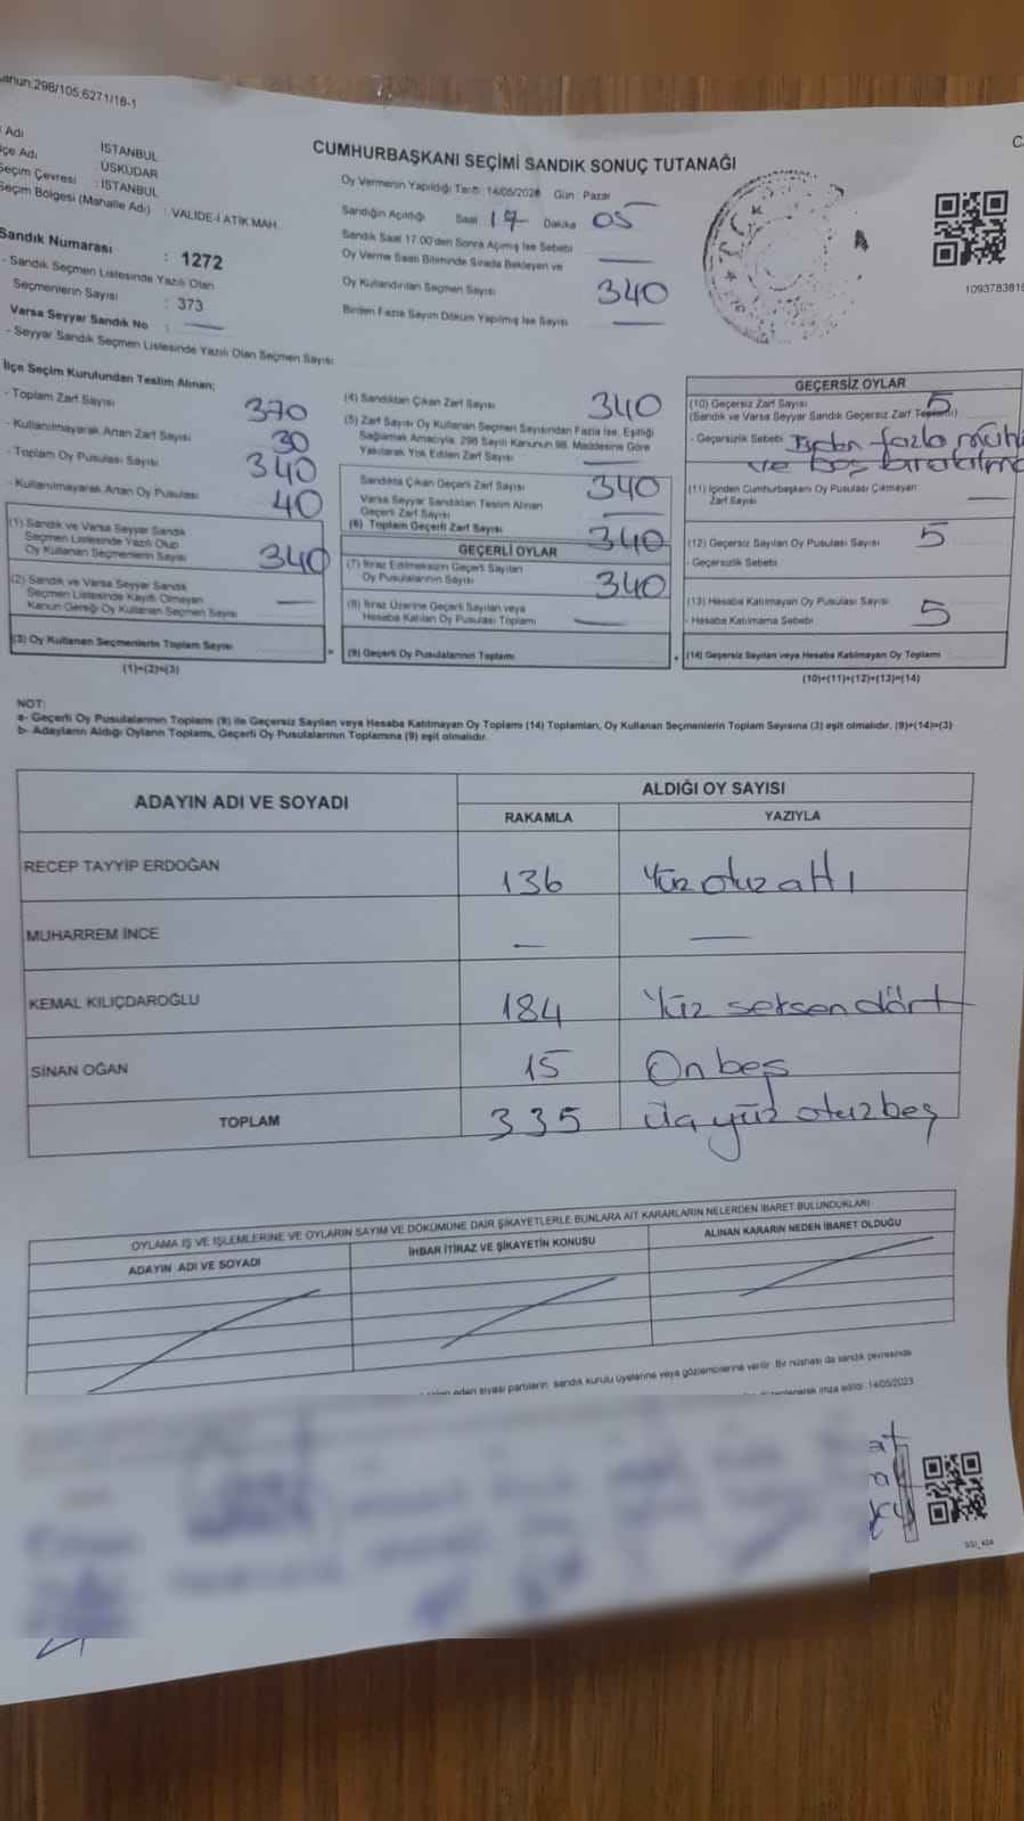 anun:298/105,6271/18-1
Adı İSTANBUL
çe Adı ÜSKÜDAR
Seçim Çevresi : İSTANBUL
Seçim Bölgesi (Mahalle Adı) : VALİDE-İ ATİK MAH.
Sandık Numarası : 1272
- Sandık Seçmen Listesinde Yazılı Olan
Seçmenlerin Sayısı : 373
Varsa Seyyar Sandık No : —
- Seyyar Sandık Seçmen Listesinde Yazılı Olan Seçmen Sayısı
CUMHURBAŞKANI SEÇİMİ SANDIK SONUÇ TUTANAĞI
Oy Vermenin Yapıldığı Tarih: 14/05/2023 Gün Pazar
Sandığın Açıldığı Saat 17 Dakika 05
Sandık Saat 17.00'den Sonra Açılmış İse Sebebi —
Oy Verme Saati Bitiminde Sırada Bekleyen ve
Oy Kullandırılan Seçmen Sayısı 340
Birden Fazla Sayım Döküm Yapılmış İse Sayısı —
1093783819
İlçe Seçim Kurulundan Teslim Alınan;
- Toplam Zarf Sayısı 370
- Kullanılmayarak Artan Zarf Sayısı 30
- Toplam Oy Pusulası Sayısı 340
- Kullanılmayarak Artan Oy Pusulası 40
(1) Sandık ve Varsa Seyyar Sandık
Seçmen Listesinde Yazılı Olup
Oy Kullanan Seçmenlerin Sayısı 340
(2) Sandık ve Varsa Seyyar Sandık
Seçmen Listesinde Kayıtlı Olmayan
Kanun Gereği Oy Kullanan Seçmen Sayısı —
(3) Oy Kullanan Seçmenlerin Toplam Sayısı
(1)+(2)=(3)
(4) Sandıktan Çıkan Zarf Sayısı 340
(5) Zarf Sayısı Oy Kullanan Seçmen Sayısından Fazla İse, Eşitliği
Sağlamak Amacıyla, 298 Sayılı Kanunun 98. Maddesine Göre
Yakılarak Yok Edilen Zarf Sayısı —
Sandıkta Çıkan Geçerli Zarf Sayısı 340
Varsa Seyyar Sandıktan Teslim Alınan
Geçerli Zarf Sayısı —
(6) Toplam Geçerli Zarf Sayısı 340
GEÇERLİ OYLAR
(7) İtiraz Edilmeksizin Geçerli Sayılan
Oy Pusulalarının Sayısı 340
(8) İtiraz Üzerine Geçerli Sayılan veya
Hesaba Katılan Oy Pusulası Toplamı —
(9) Geçerli Oy Pusulalarının Toplamı
GEÇERSİZ OYLAR
(10) Geçersiz Zarf Sayısı 5
(Sandık ve Varsa Seyyar Sandık Geçersiz Zarf Toplamı)
- Geçersizlik Sebebi Birden fazla müh
ve boş bırakılma
(11) İçinden Cumhurbaşkanı Oy Pusulası Çıkmayan
Zarf Sayısı —
(12) Geçersiz Sayılan Oy Pusulası Sayısı 5
- Geçersizlik Sebebi
(13) Hesaba Katılmayan Oy Pusulası Sayısı 5
- Hesaba Katılmama Sebebi
(14) Geçersiz Sayılan veya Hesaba Katılmayan Oy Toplamı
(10)+(11)+(12)+(13)=(14)
NOT:
a- Geçerli Oy Pusulalarının Toplamı (9) ile Geçersiz Sayılan veya Hesaba Katılmayan Oy Toplamı (14) Toplamları, Oy Kullanan Seçmenlerin Toplam Sayısına (3) eşit olmalıdır. (9)+(14)=(3)
b- Adayların Aldığı Oyların Toplamı, Geçerli Oy Pusulalarının Toplamına (9) eşit olmalıdır.
ADAYIN ADI VE SOYADI ALDIĞI OY SAYISI
RAKAMLA YAZIYLA
RECEP TAYYİP ERDOĞAN 136 Yüz otuz altı
MUHARREM İNCE — —
KEMAL KILIÇDAROĞLU 184 Yüz seksen dört
SİNAN OĞAN 15 On beş
TOPLAM 335 üç yüz otuz beş
OYLAMA İŞ VE İŞLEMLERİNE VE OYLARIN SAYIM VE DÖKÜMÜNE DAİR ŞİKAYETLERLE BUNLARA AİT KARARLARIN NELERDEN İBARET BULUNDUKLARI
ADAYIN ADI VE SOYADI İHBAR İTİRAZ VE ŞİKAYETİN KONUSU ALINAN KARARIN NEDEN İBARET OLDUĞU
eden siyasi partilerin, sandık kurulu üyelerine veya gözlemcilerine verilir. Bir nüshası da sandık çevresinde
düzenlenerek imza edildi. 14/05/2023